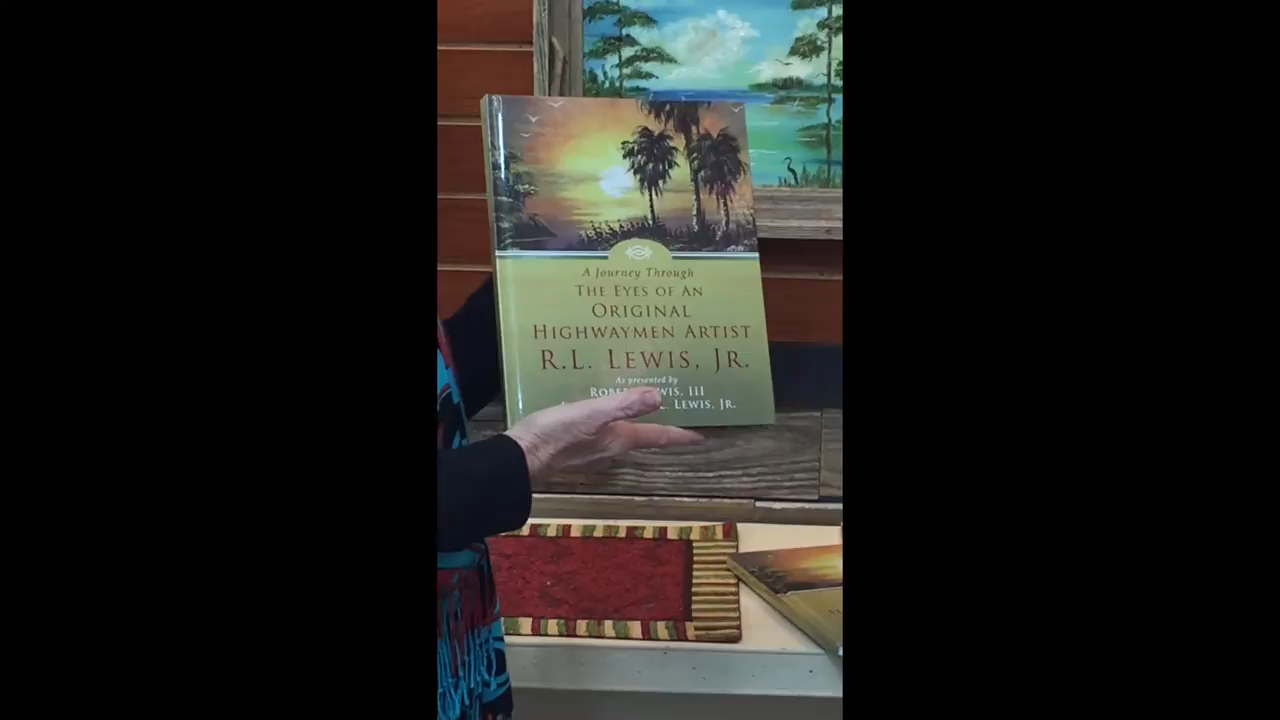 A Journey Through
The Eyes of An
Original
Highwaymen Artist
R.L. Lewis, Jr.
As presented by
III
Lewis, Jr.